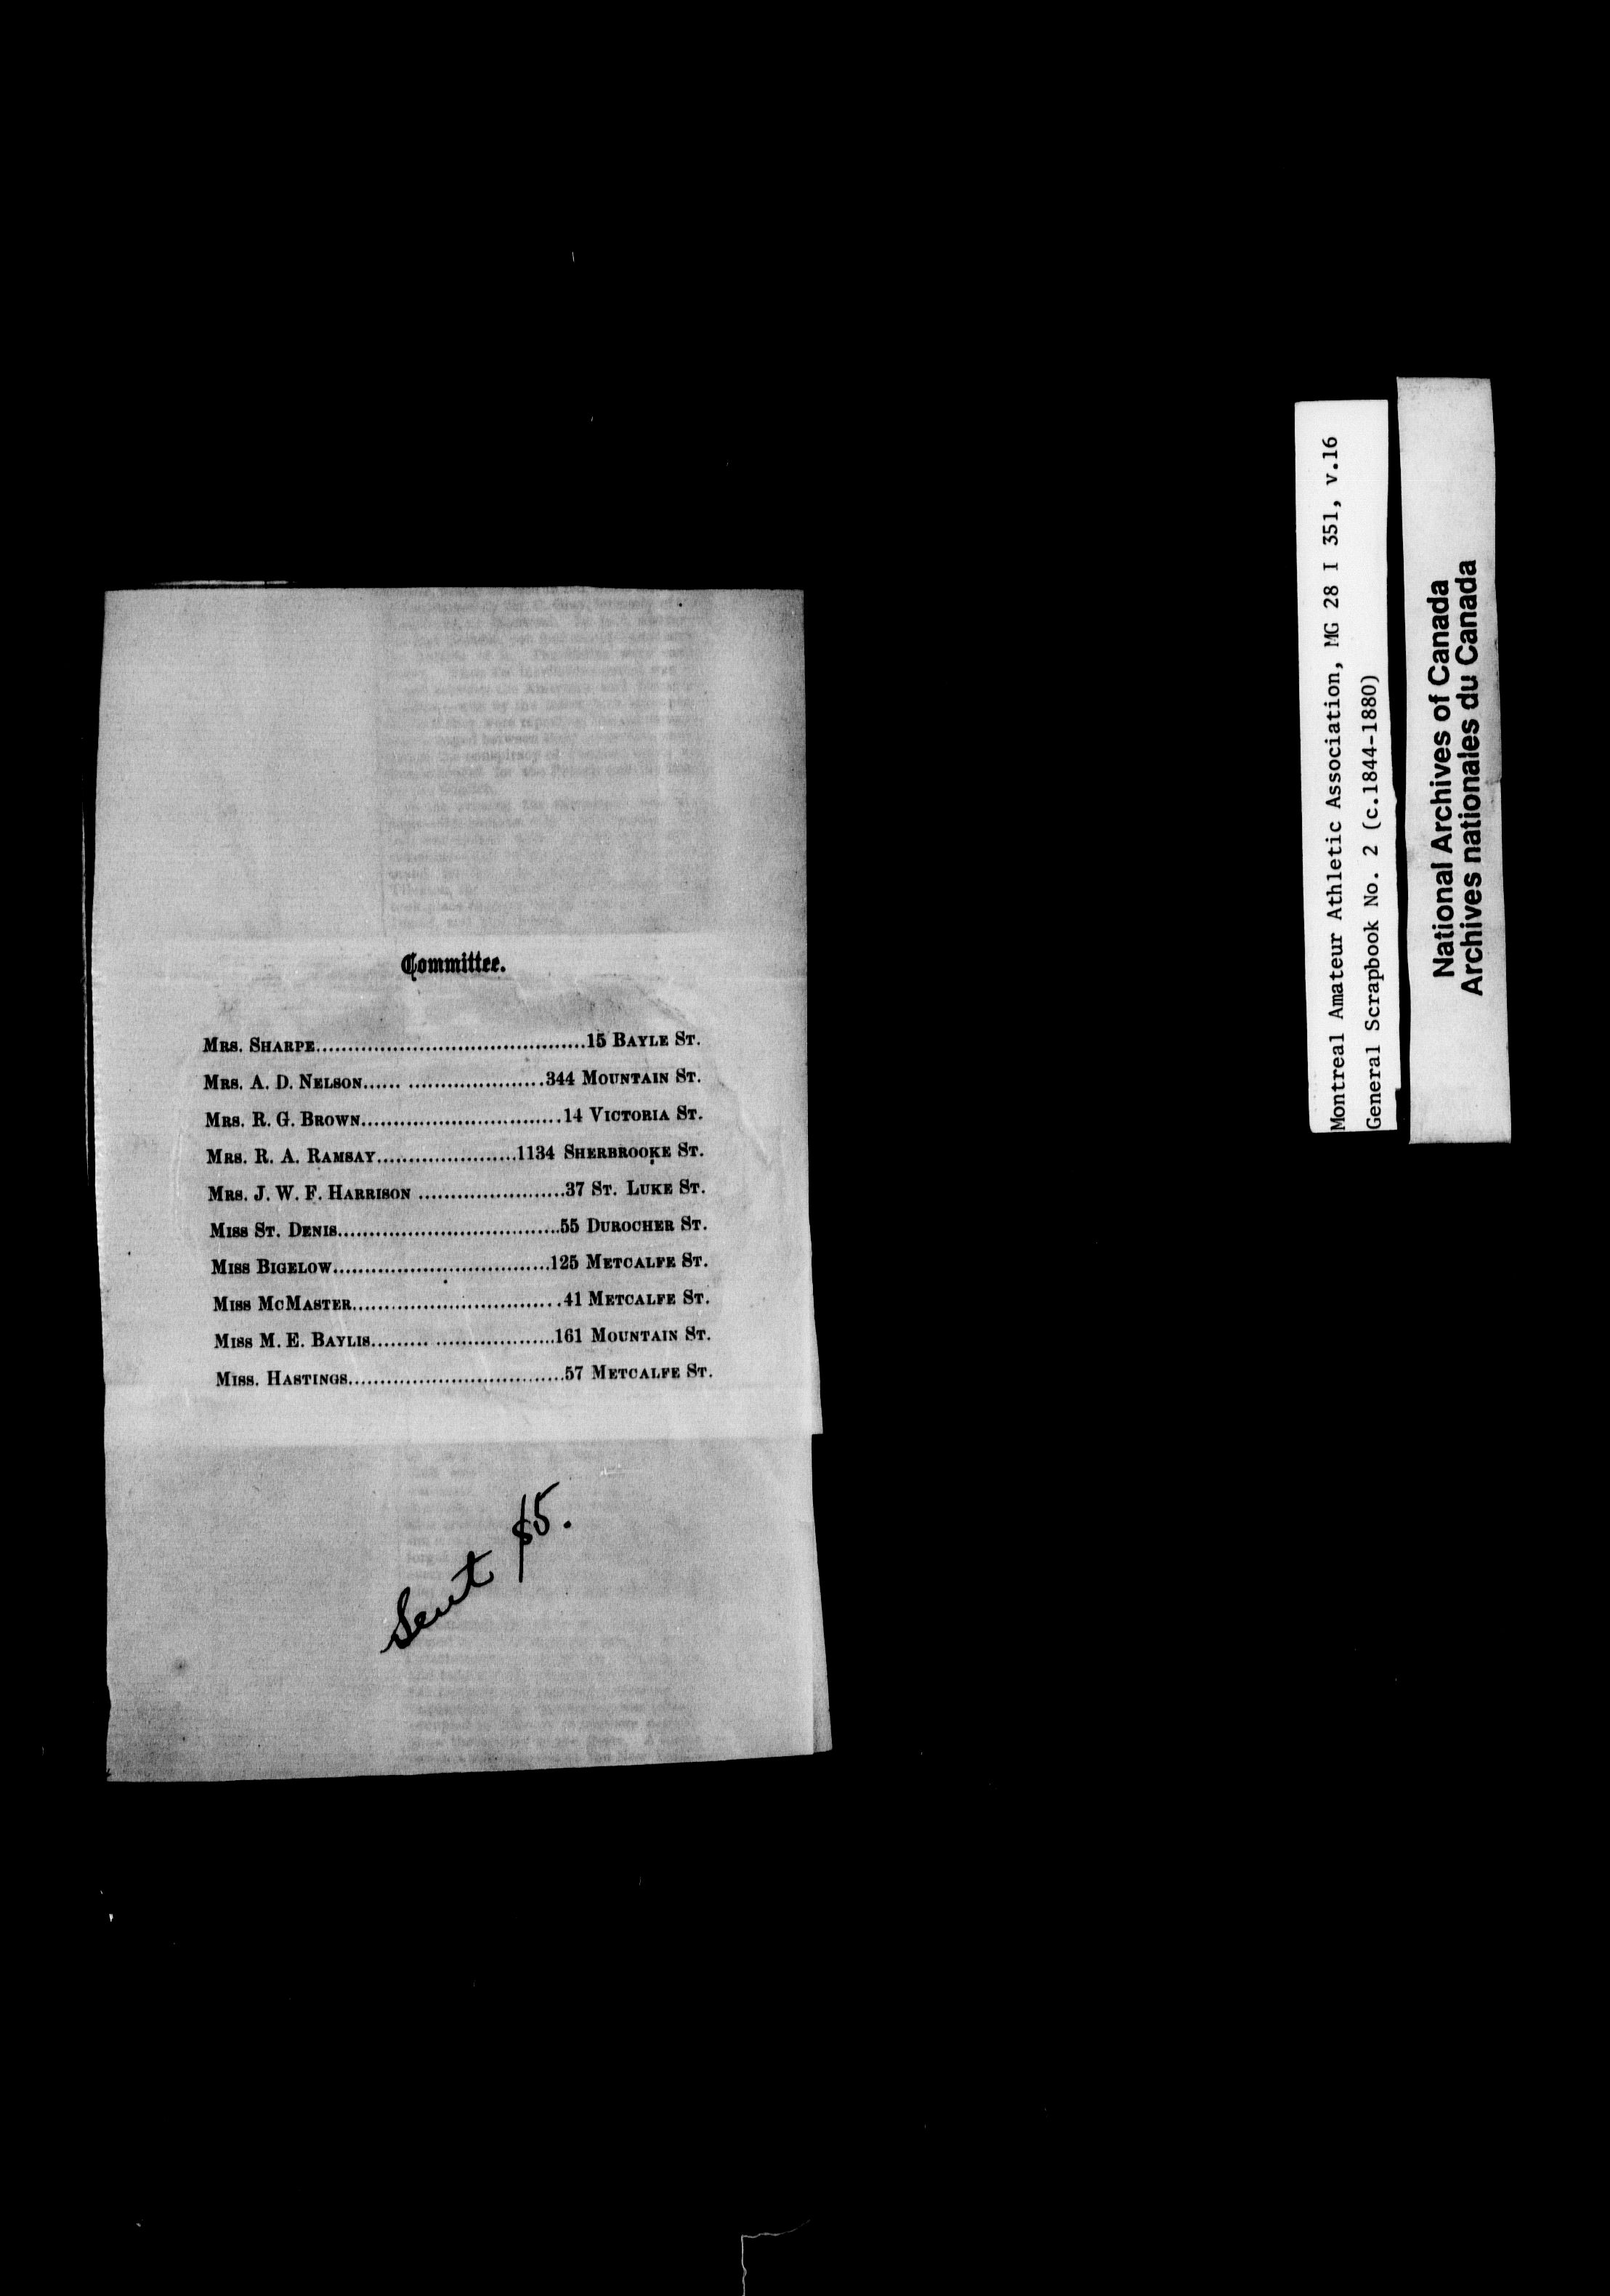 Committee.
Mrs. Sharpe..........................................15 Bayle St.
Mrs. A. D. Nelson...... ......................344 Mountain St.
Mrs. R. G. Brown................................14 Victoria St.
Mrs. R. A. Ramsay......................1134 Sherbrooke St.
Mrs. J. W. F. Harrison .......................37 St. Luke St.
Miss St. Denis...................................55 Durocher St.
Miss Bigelow..................................125 Metcalfe St.
Miss McMaster.................................41 Metcalfe St.
Miss M. E. Baylis......... ...................161 Mountain St.
Miss. Hastings..................................57 Metcalfe St.
Sent $5.
Montreal Amateur Athletic Association, MG 28 I 351, v.16
General Scrapbook No. 2 (c.1844-1880)
National Archives of Canada
Archives nationales du Canada